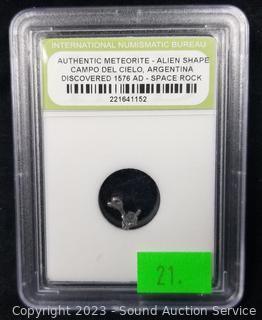 INTERNATIONAL NUMISMATIC BUREAU
AUTHENTIC METEORITE - ALIEN SHAPE
CAMPO DEL CIELO, ARGENTINA
DISCOVERED 1576 AD - SPACE ROCK
221641152
21.
Copyright 2023 - Sound Auction Service